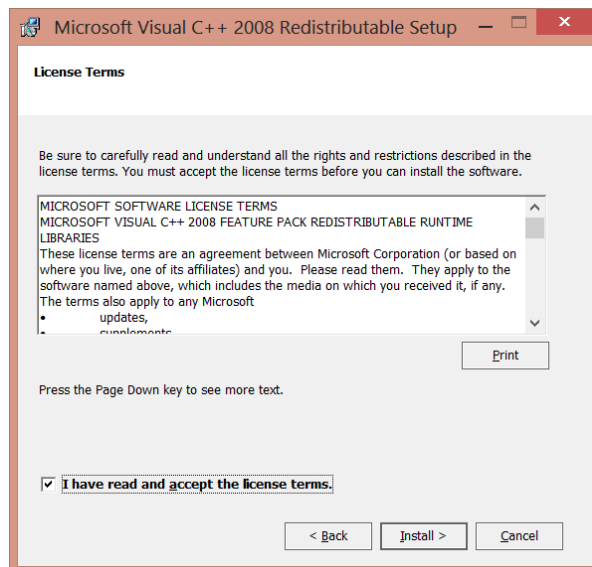 Microsoft Visual C++ 2008 Redistributable Setup
License Terms
Be sure to carefully read and understand all the rights and restrictions described in the
license terms. You must accept the license terms before you can install the software.
MICROSOFT SOFTWARE LICENSE TERMS
MICROSOFT VISUAL C++ 2008 FEATURE PACK REDISTRIBUTABLE RUNTIME
LIBRARIES
These license terms are an agreement between Microsoft Corporation (or based on
where you live, one of its affiliates) and you.  Please read them.  They apply to the
software named above, which includes the media on which you received it, if any.
The terms also apply to any Microsoft
• updates,
• supplements
Print
Press the Page Down key to see more text.
I have read and accept the license terms.
< Back
Install >
Cancel